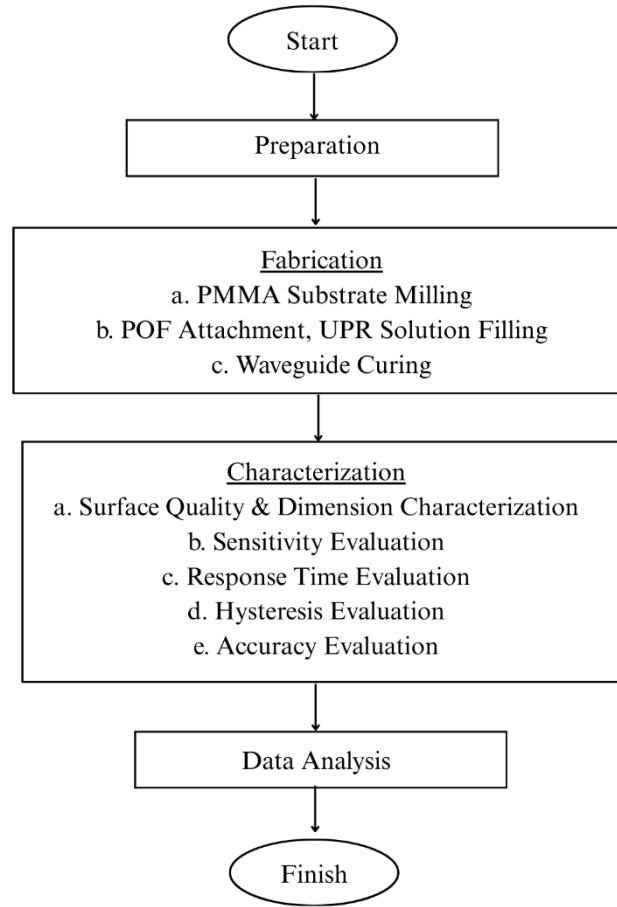 Start
Preparation
Fabrication
a. PMMA Substrate Milling
b. POF Attachment, UPR Solution Filling
c. Waveguide Curing
Characterization
a. Surface Quality & Dimension Characterization
b. Sensitivity Evaluation
c. Response Time Evaluation
d. Hysteresis Evaluation
e. Accuracy Evaluation
Data Analysis
Finish